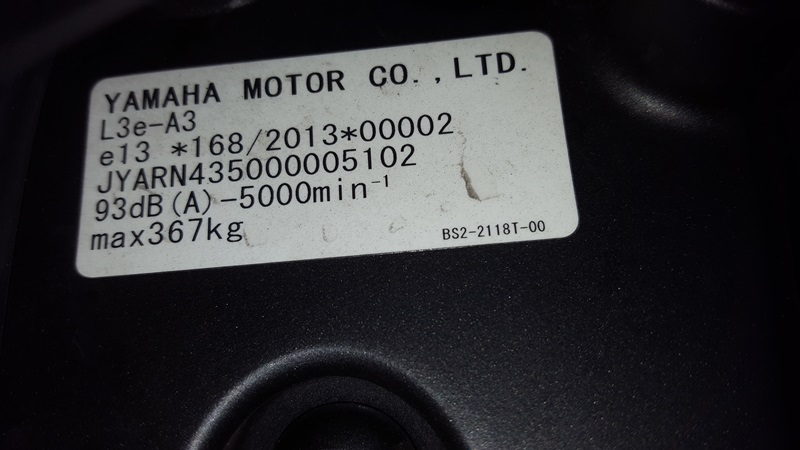 YAMAHA MOTOR CO.,LTD.
L3e-A3
e13 *168/2013*00002
JYARN435000005102
93dB(A)-5000min⁻¹
max367kg
BS2-2118T-00